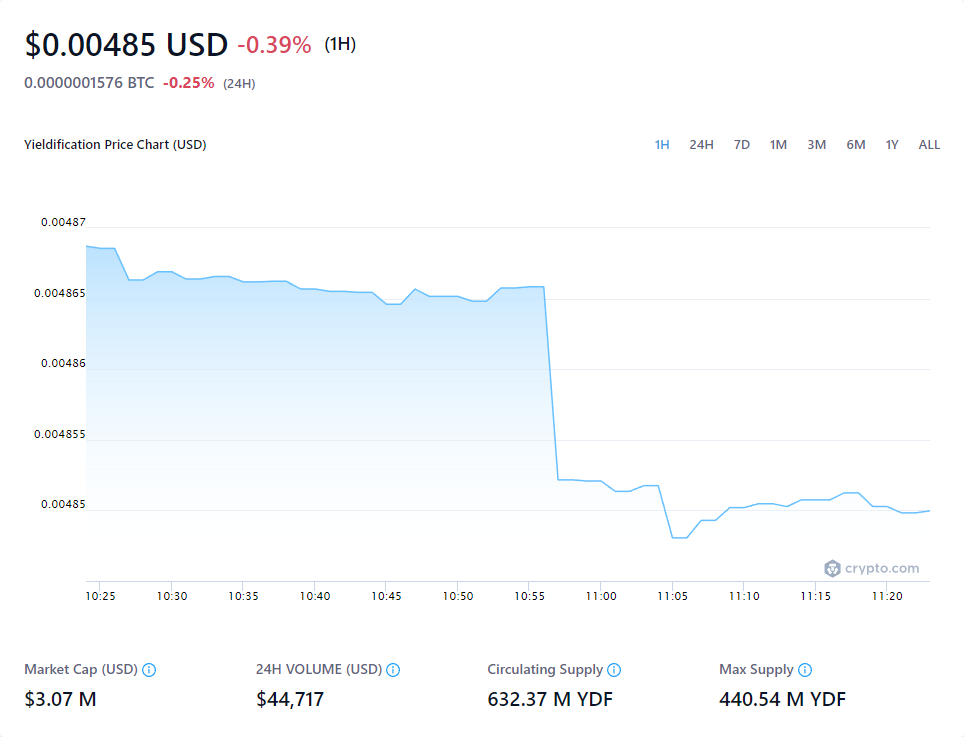 $0.00485 USD -0.39% (1H)
0.0000001576 BTC -0.25% (24H)
Yieldification Price Chart (USD) 1H 24H 7D 1M 3M 6M 1Y ALL
0.00487
0.004865
0.00486
0.004855
0.00485
crypto.com
10:25 10:30 10:35 10:40 10:45 10:50 10:55 11:00 11:05 11:10 11:15 11:20
Market Cap (USD) 24H VOLUME (USD) Circulating Supply Max Supply
$3.07 M $44,717 632.37 M YDF 440.54 M YDF